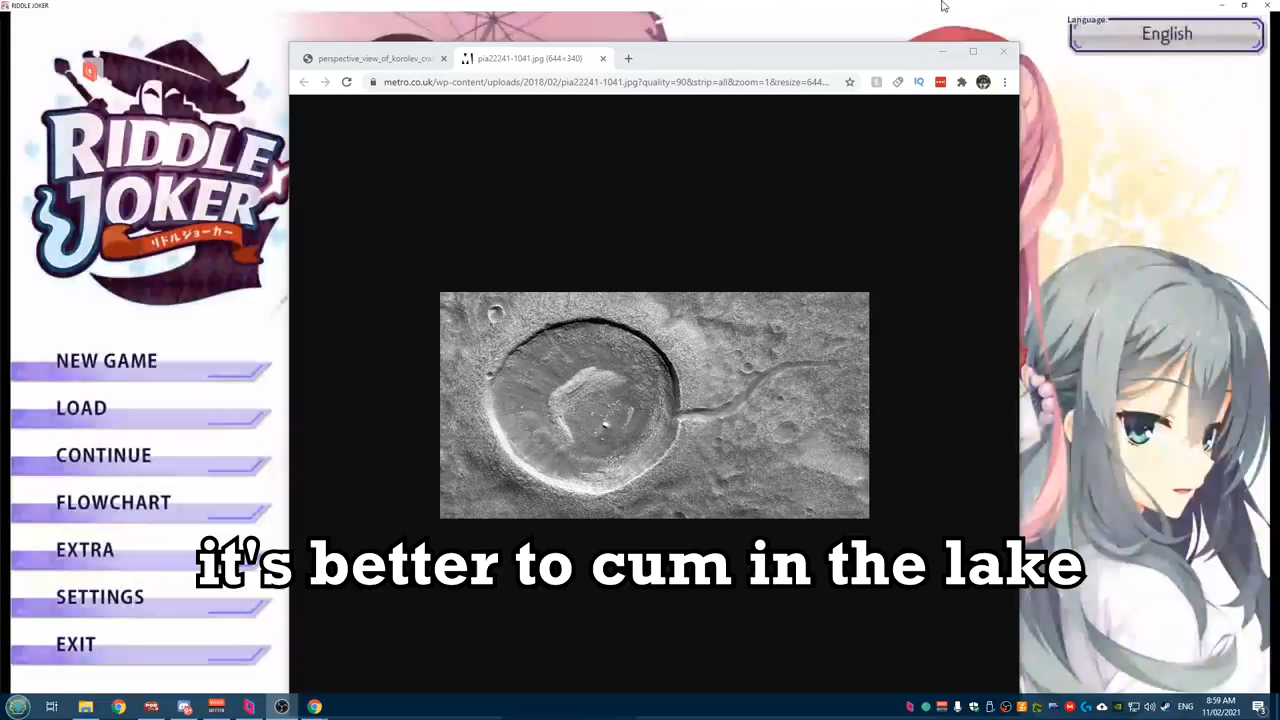 RIDDLE JOKER
Language:
English
perspective_view_of_korolev_cra
pia22241-1041.jpg (644×340)
metro.co.uk/wp-content/uploads/2018/02/pia22241-1041.jpg?quality=90&strip=all&zoom=1&resize=644...
RIDDLE
JOKER
リドルジョーカー
NEW GAME
LOAD
CONTINUE
FLOWCHART
EXTRA
SETTINGS
EXIT
it's better to cum in the lake
ENG
8:59 AM
11/02/2021